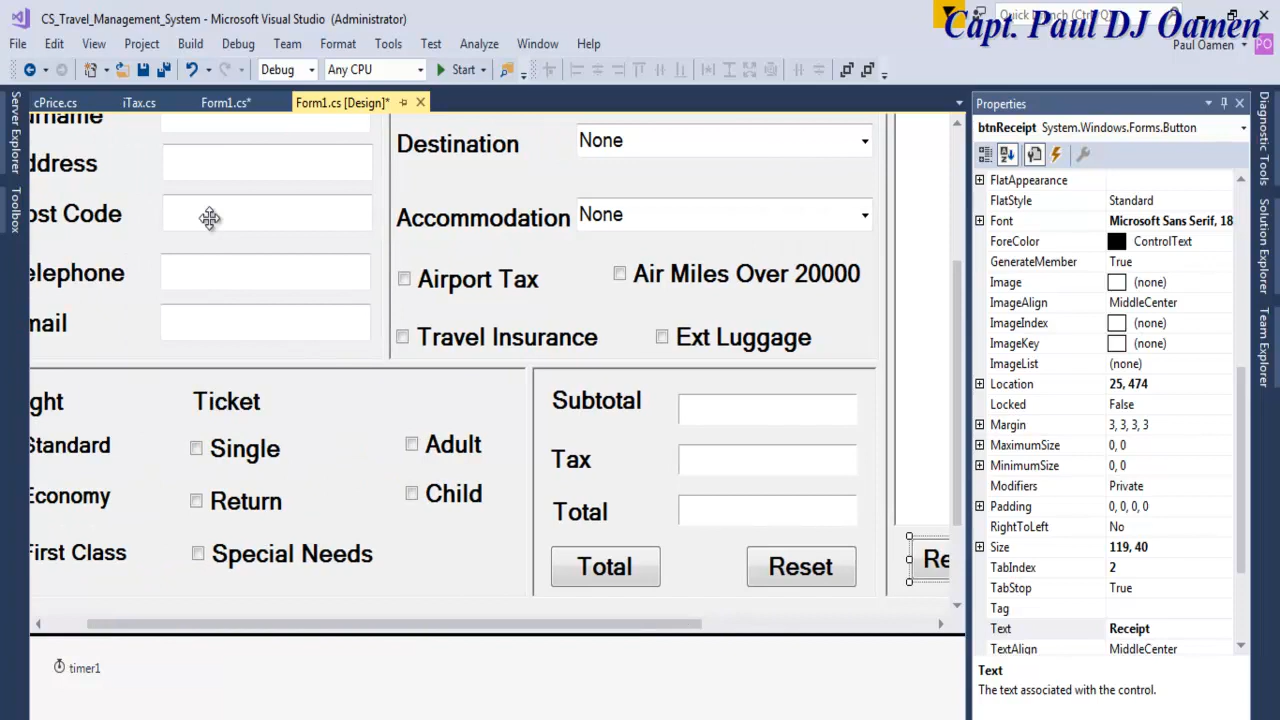 CS_Travel_Management_System - Microsoft Visual Studio (Administrator)
Quick Launch (Ctrl+Q)
Capt. Paul DJ Oamen
File Edit View Project Build Debug Team Format Tools Test Analyze Window Help
Paul Oamen PO
Debug Any CPU Start
cPrice.cs iTax.cs Form1.cs* Form1.cs [Design]*
Server Explorer
Toolbox
urname
ddress
ost Code
elephone
mail
Destination None
Accommodation None
Airport Tax Air Miles Over 20000
Travel Insurance Ext Luggage
ght Ticket
Standard Single Adult
Economy Return Child
First Class Special Needs
Subtotal
Tax
Total
Total Reset
Re
timer1
Properties
btnReceipt System.Windows.Forms.Button
FlatAppearance
FlatStyle Standard
Font Microsoft Sans Serif, 18
ForeColor ControlText
GenerateMember True
Image (none)
ImageAlign MiddleCenter
ImageIndex (none)
ImageKey (none)
ImageList (none)
Location 25, 474
Locked False
Margin 3, 3, 3, 3
MaximumSize 0, 0
MinimumSize 0, 0
Modifiers Private
Padding 0, 0, 0, 0
RightToLeft No
Size 119, 40
TabIndex 2
TabStop True
Tag
Text Receipt
TextAlign MiddleCenter
Text
The text associated with the control.
Diagnostic Tools
Solution Explorer
Team Explorer